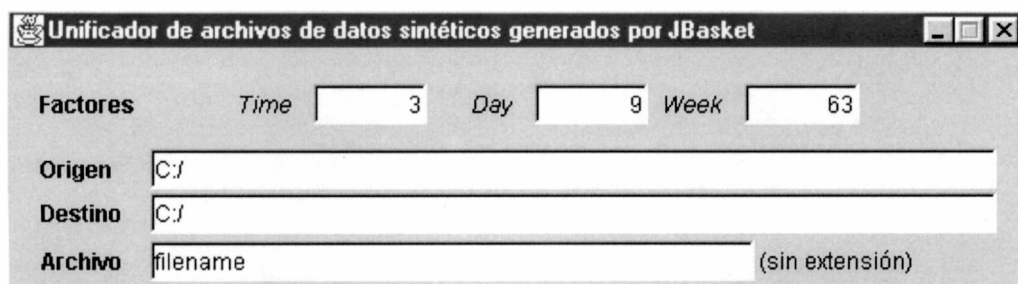 Unificador de archivos de datos sintéticos generados por JBasket
Factores Time 3 Day 9 Week 63
Origen C:/
Destino C:/
Archivo filename (sin extensión)